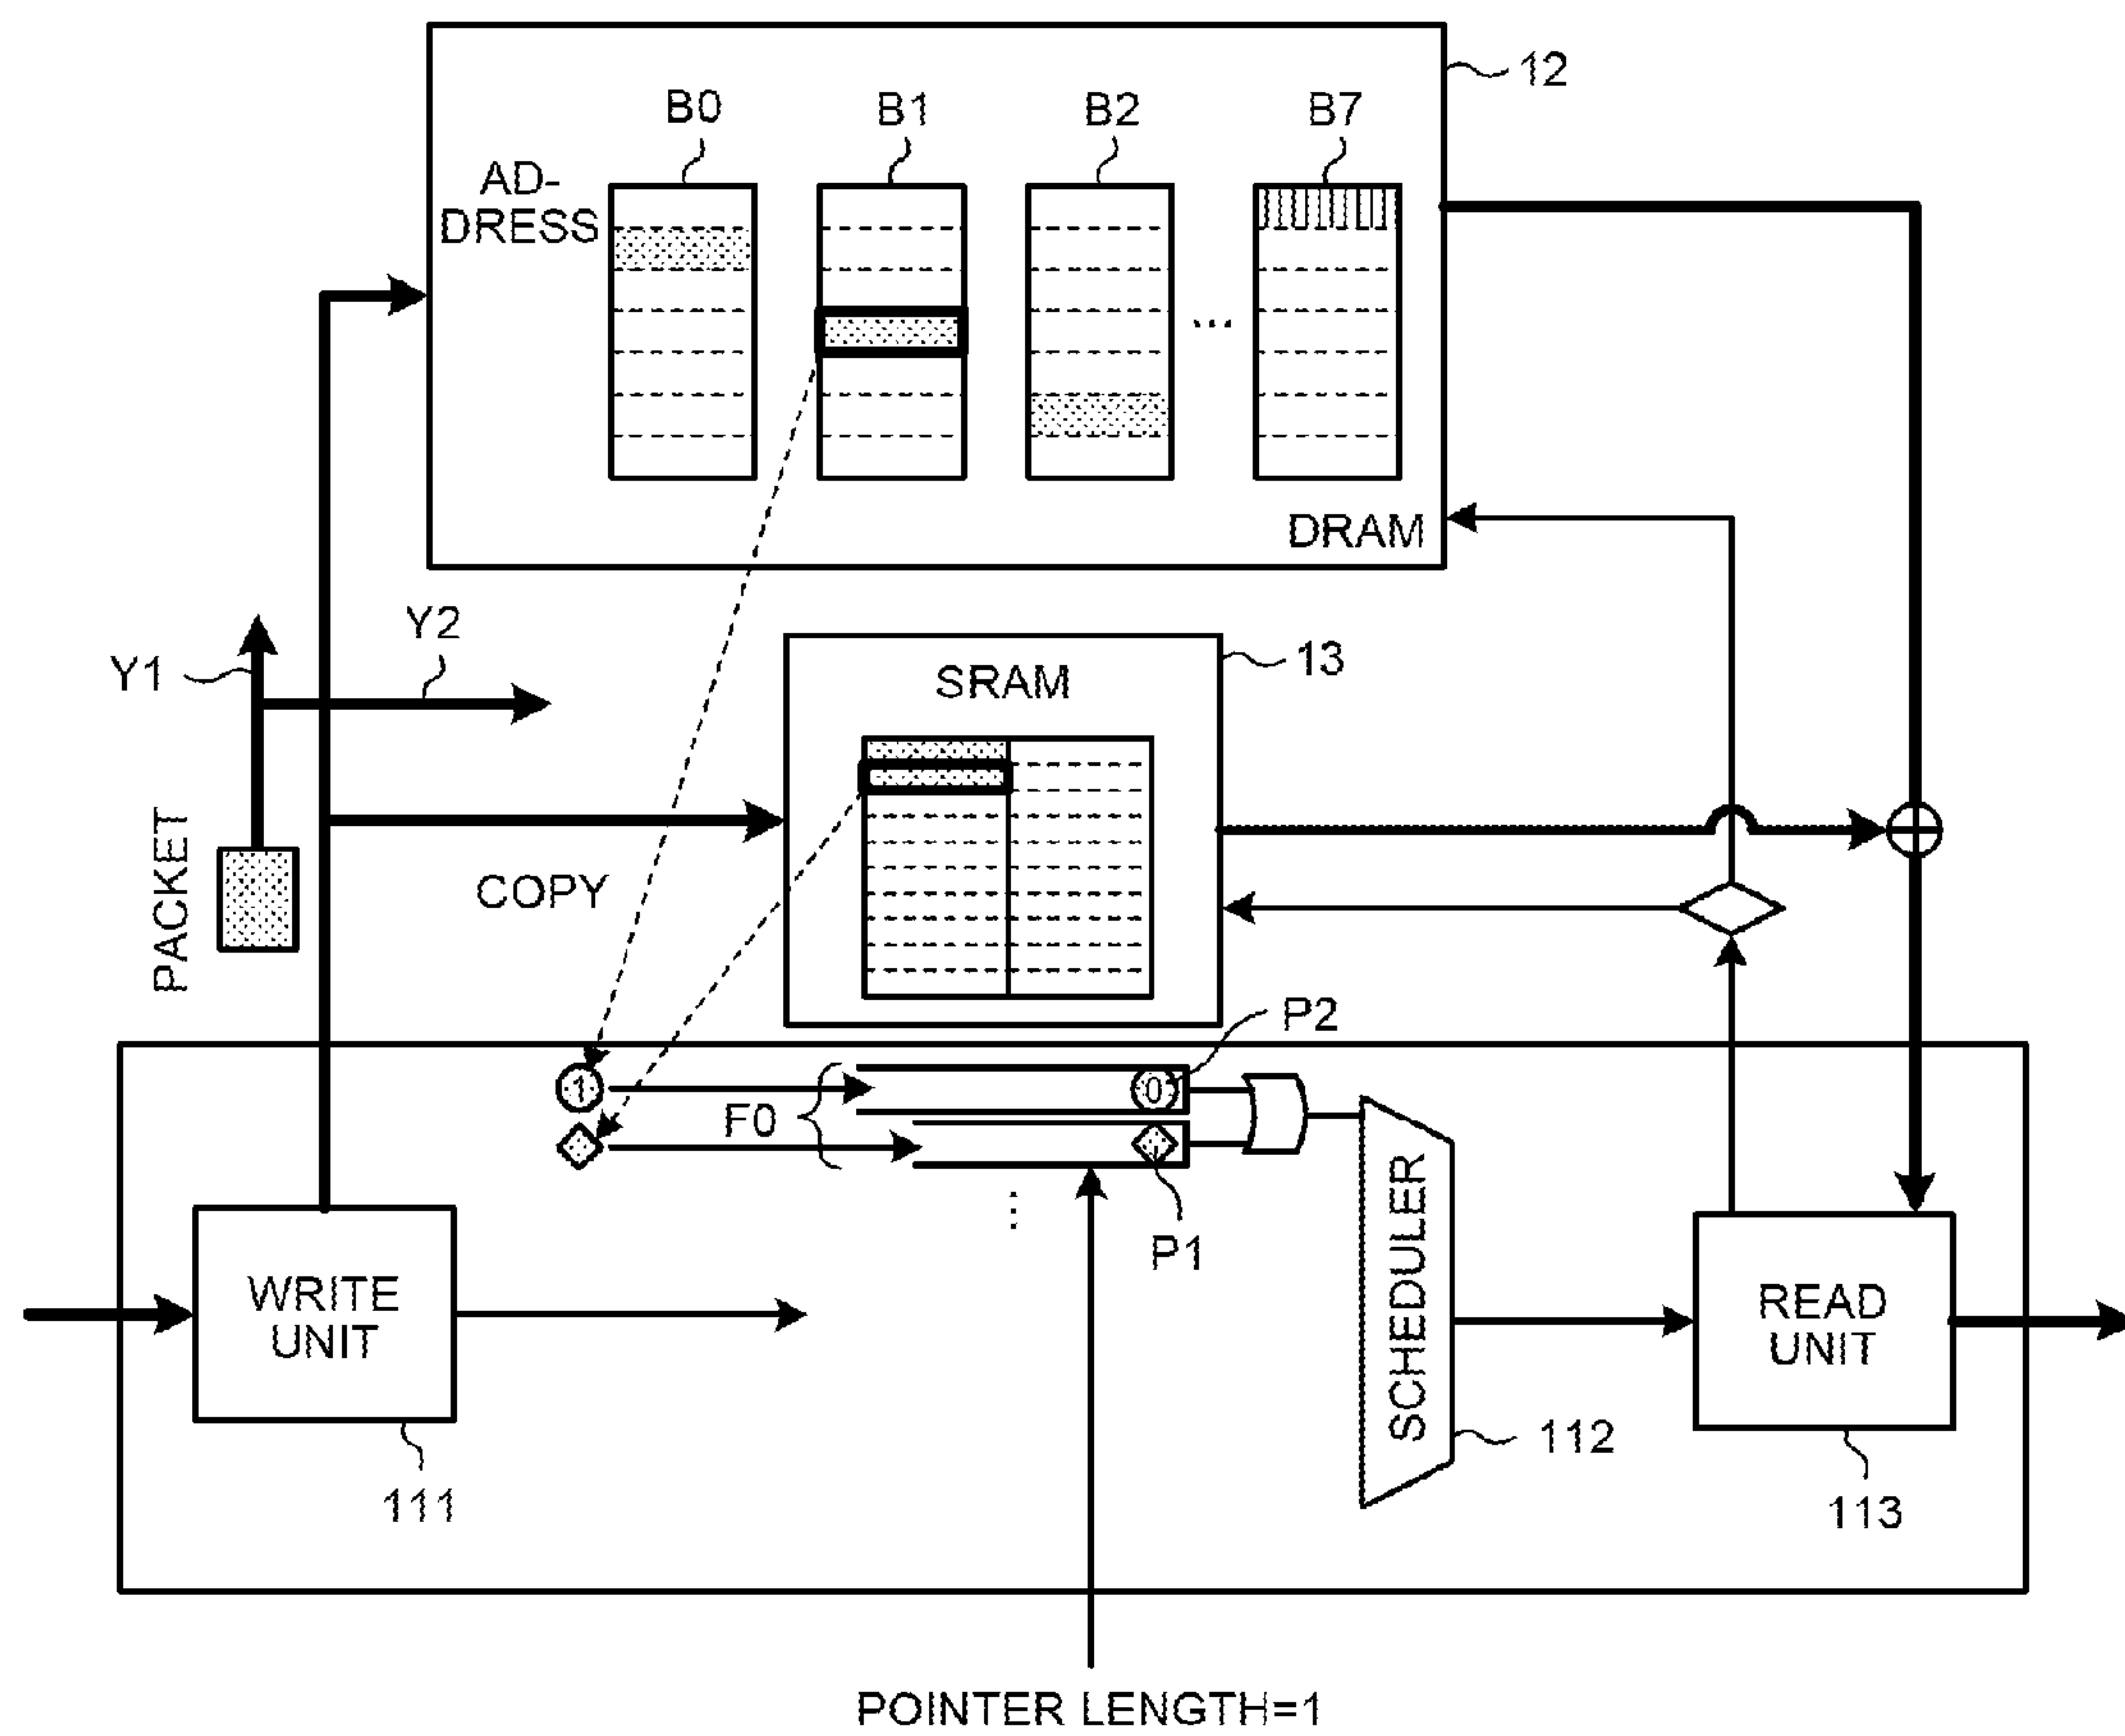 12
B0
B1
B2
B7
AD-
DRESS
...
DRAM
Y2
Y1
13
SRAM
PACKET
COPY
P2
1
0
F0
P1
SCHEDULER
WRITE
UNIT
READ
UNIT
112
111
113
POINTER LENGTH=1